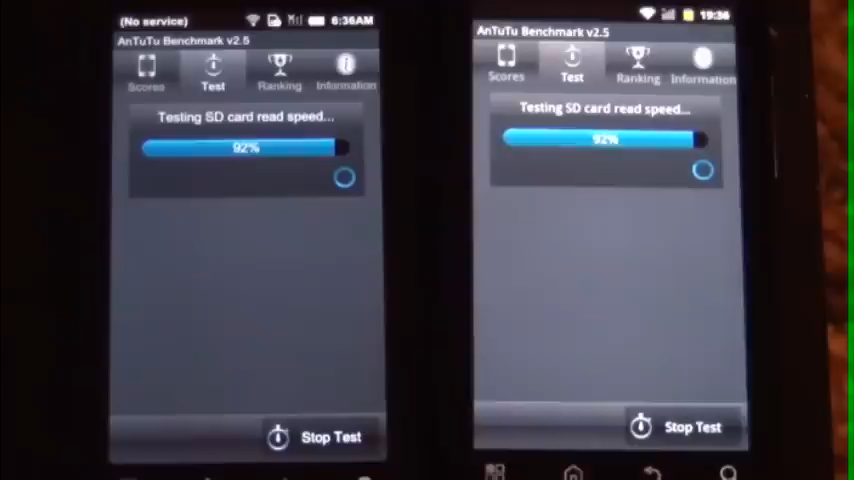 (No service) 6:36AM
AnTuTu Benchmark v2.5
Scores Test Ranking Information
Testing SD card read speed...
92%
Stop Test
19:36
AnTuTu Benchmark v2.5
Scores Test Ranking Information
Testing SD card read speed...
92%
Stop Test